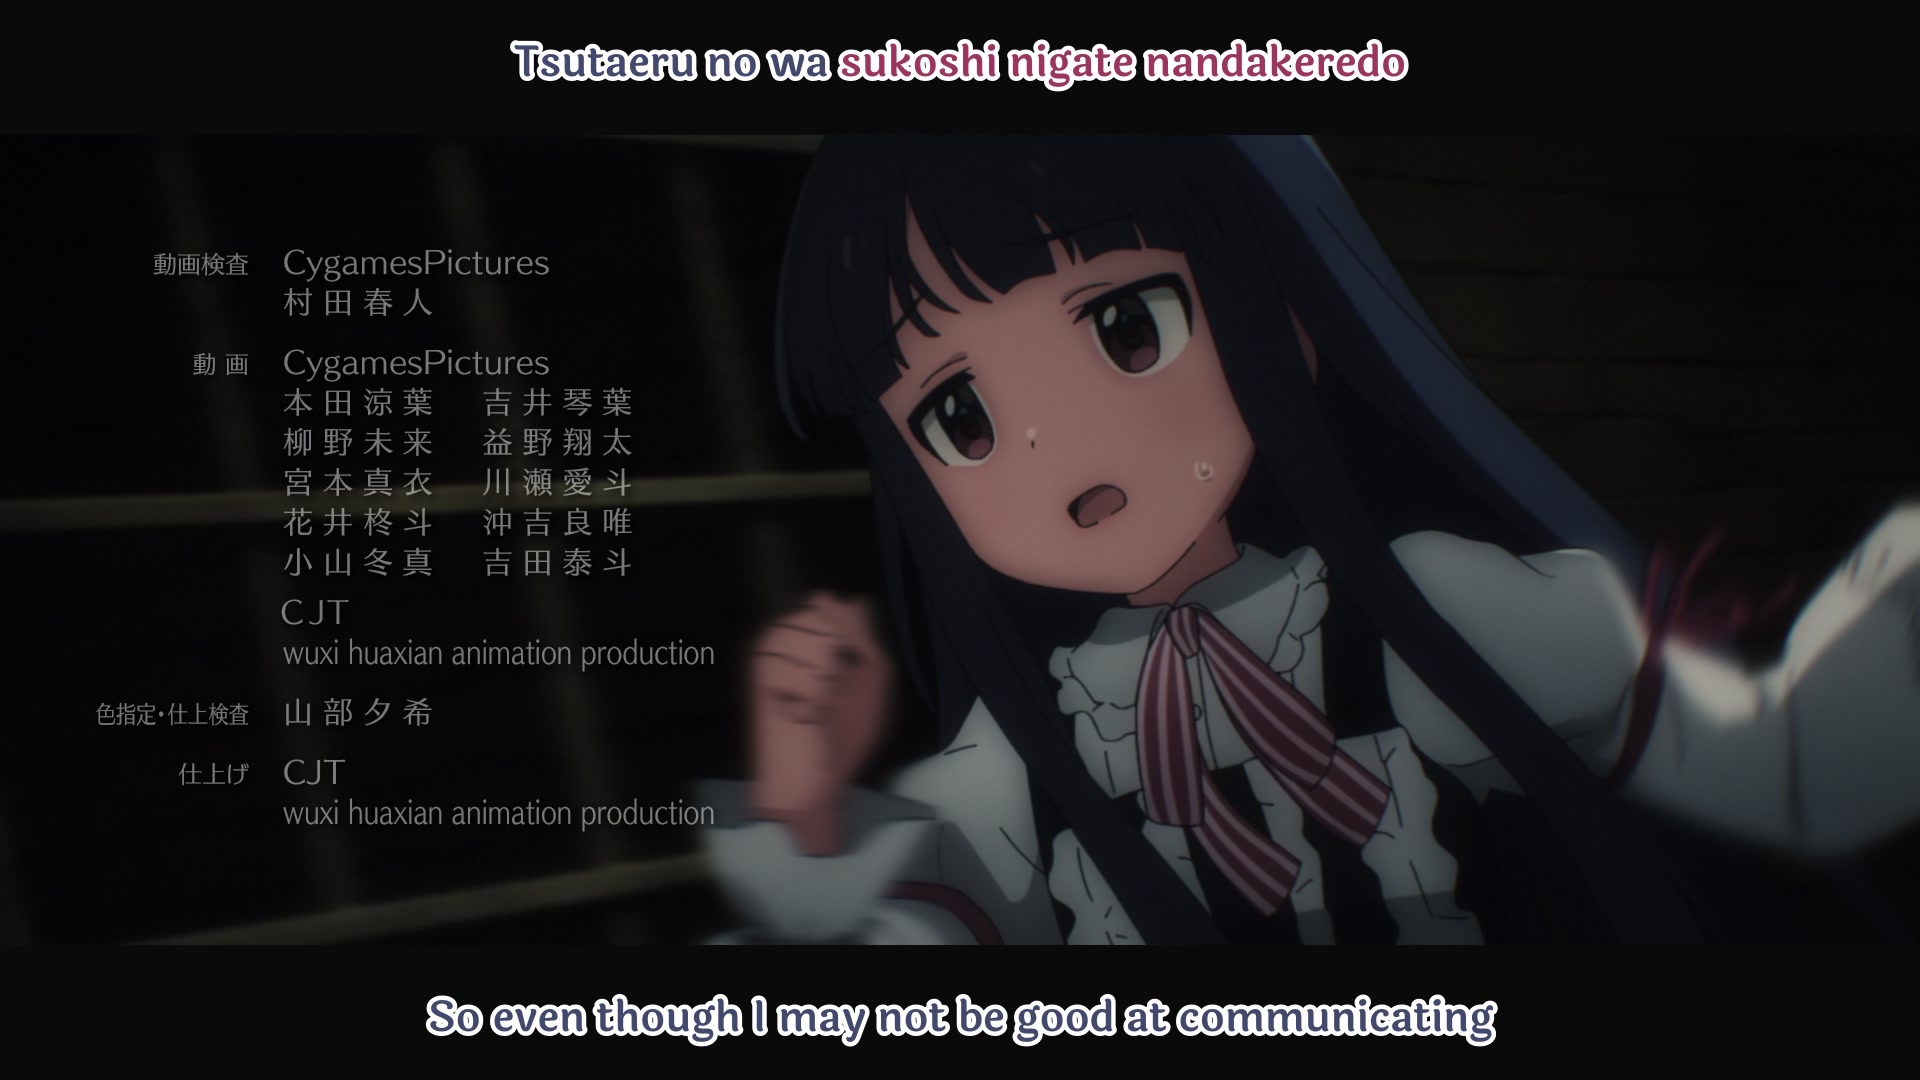 Tsutaeru no wa sukoshi nigate nandakeredo
動画検査 CygamesPictures
村田春人
動画 CygamesPictures
本田涼葉 吉井琴葉
柳野未来 益野翔太
宮本真衣 川瀬愛斗
花井柊斗 沖吉良唯
小山冬真 吉田泰斗
CJT
wuxi huaxian animation production
色指定・仕上検査 山部夕希
仕上げ CJT
wuxi huaxian animation production
So even though I may not be good at communicating